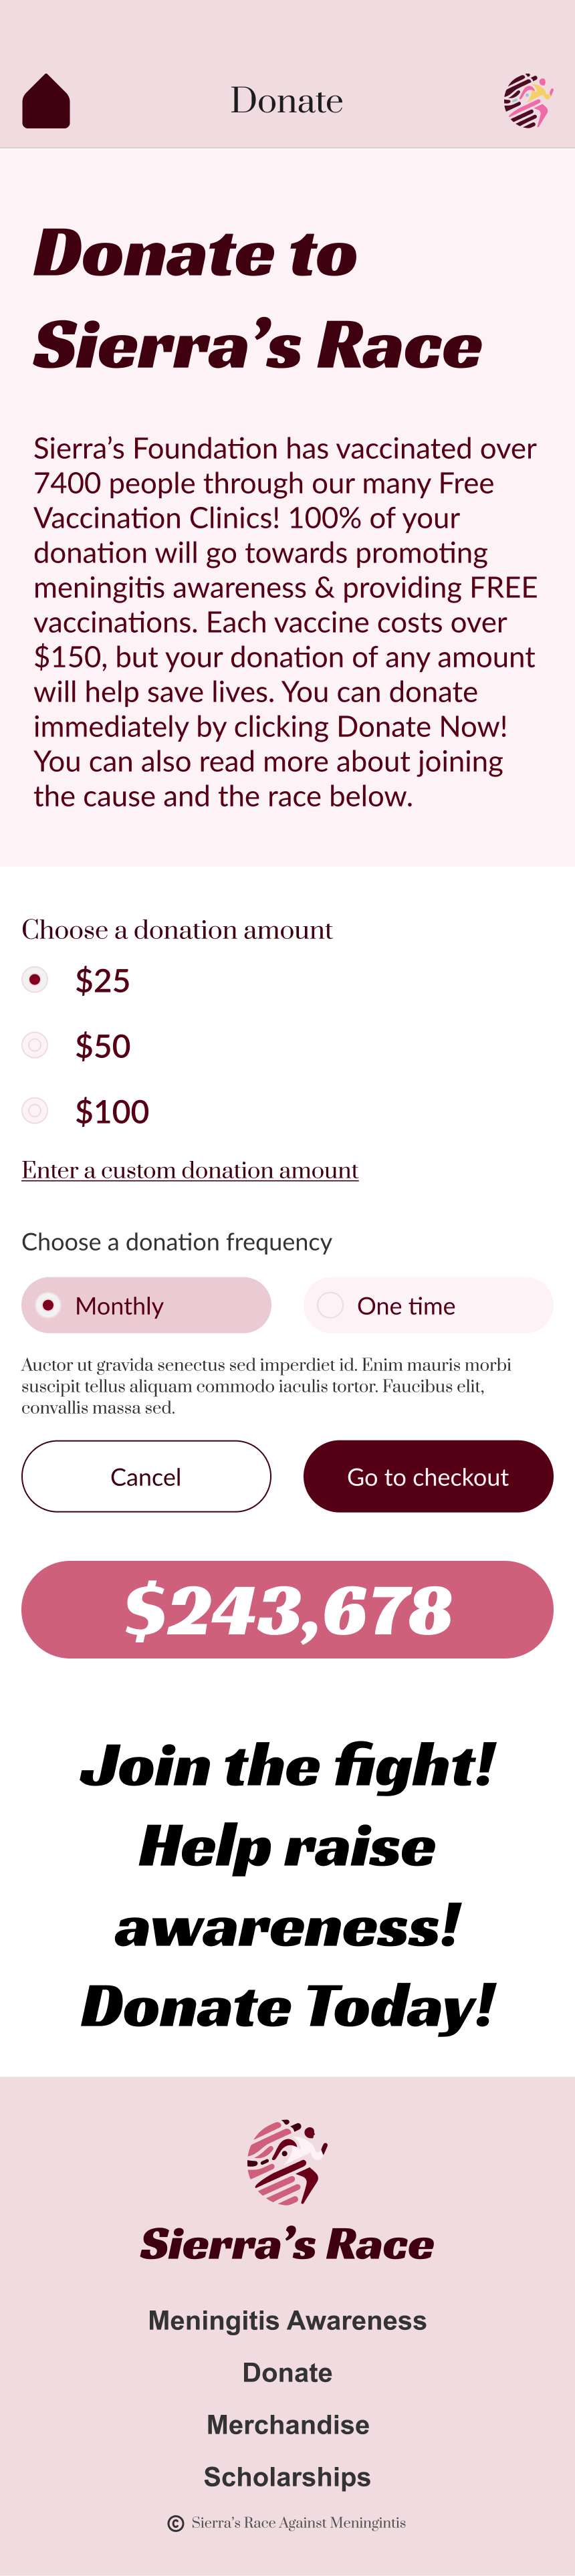 Donate
Donate to
Sierra’s Race
Sierra’s Foundation has vaccinated over
7400 people through our many Free
Vaccination Clinics! 100% of your
donation will go towards promoting
meningitis awareness & providing FREE
vaccinations. Each vaccine costs over
$150, but your donation of any amount
will help save lives. You can donate
immediately by clicking Donate Now!
You can also read more about joining
the cause and the race below.
Choose a donation amount
$25
$50
$100
Enter a custom donation amount
Choose a donation frequency
Monthly
One time
Auctor ut gravida senectus sed imperdiet id. Enim mauris morbi
suscipit tellus aliquam commodo iaculis tortor. Faucibus elit,
convallis massa sed.
Cancel
Go to checkout
$243,678
Join the fight!
Help raise
awareness!
Donate Today!
Sierra’s Race
Meningitis Awareness
Donate
Merchandise
Scholarships
© Sierra’s Race Against Meningintis